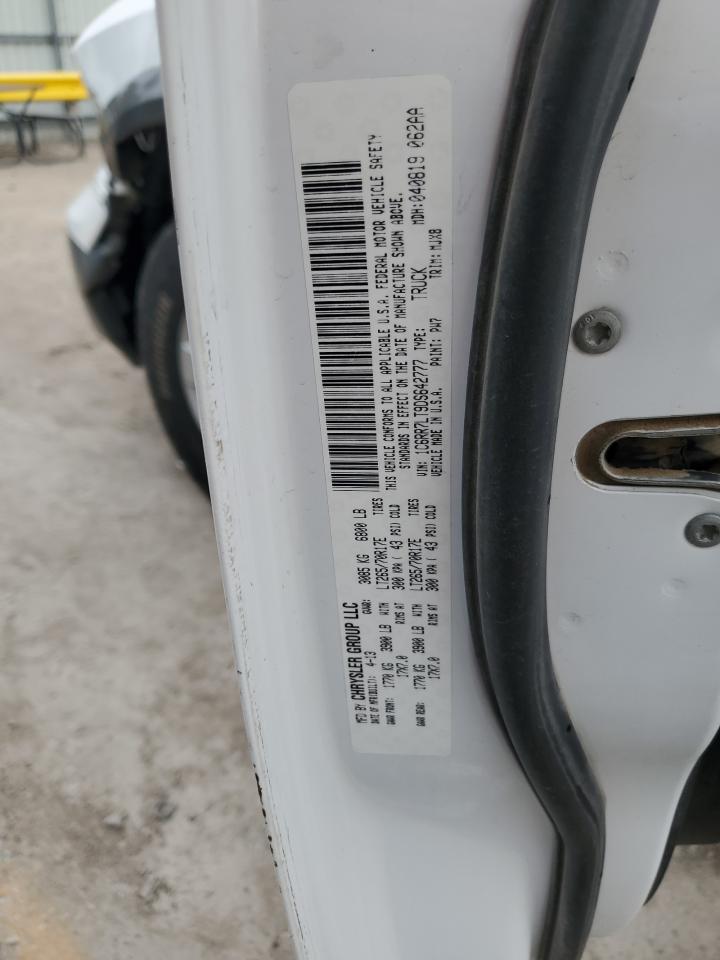 MFD BY CHRYSLER GROUP LLC
DATE OF MFR(BUILT): 4-13 GVWR: 3085 KG 6800 LB
GAWR FRONT: 1770 KG 3900 LB WITH LT265/70R17E TIRES
17X7.0 RIMS AT 300 KPA ( 43 PSI) COLD
GAWR REAR: 1770 KG 3900 LB WITH LT265/70R17E TIRES
17X7.0 RIMS AT 300 KPA ( 43 PSI) COLD
THIS VEHICLE CONFORMS TO ALL APPLICABLE U.S.A. FEDERAL MOTOR VEHICLE SAFETY
STANDARDS IN EFFECT ON THE DATE OF MANUFACTURE SHOWN ABOVE.
VIN: 1C6RR7LT9DS642777 TYPE: TRUCK MDH: 040819 062AA
VEHICLE MADE IN U.S.A. PAINT: PW7 TRIM: MJX8